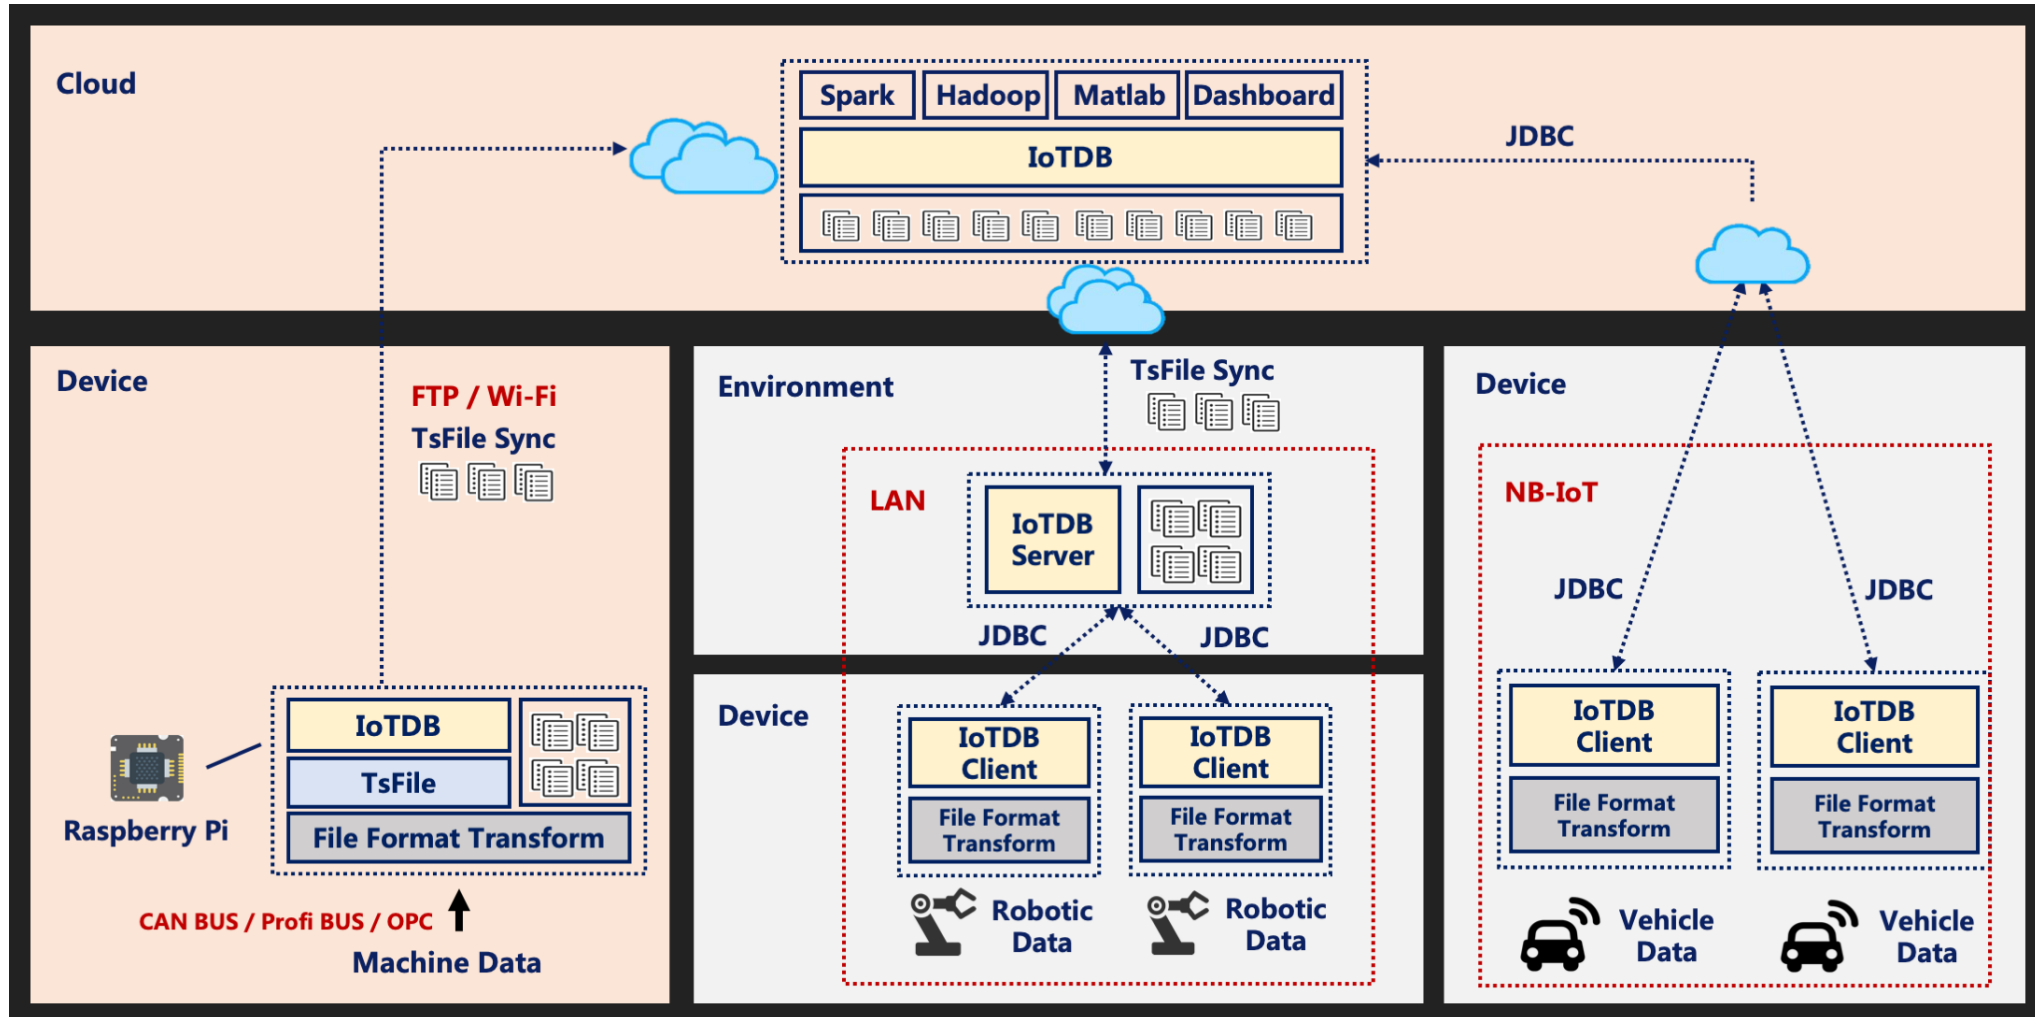 Cloud
Spark
Hadoop
Matlab
Dashboard
IoTDB
JDBC
Device
FTP / Wi-Fi
TsFile Sync
IoTDB
TsFile
File Format Transform
Raspberry Pi
CAN BUS / Profi BUS / OPC
Machine Data
Environment
TsFile Sync
LAN
IoTDB
Server
JDBC
JDBC
Device
IoTDB
Client
File Format
Transform
Robotic
Data
IoTDB
Client
File Format
Transform
Robotic
Data
Device
NB-IoT
JDBC
JDBC
IoTDB
Client
File Format
Transform
Vehicle
Data
IoTDB
Client
File Format
Transform
Vehicle
Data